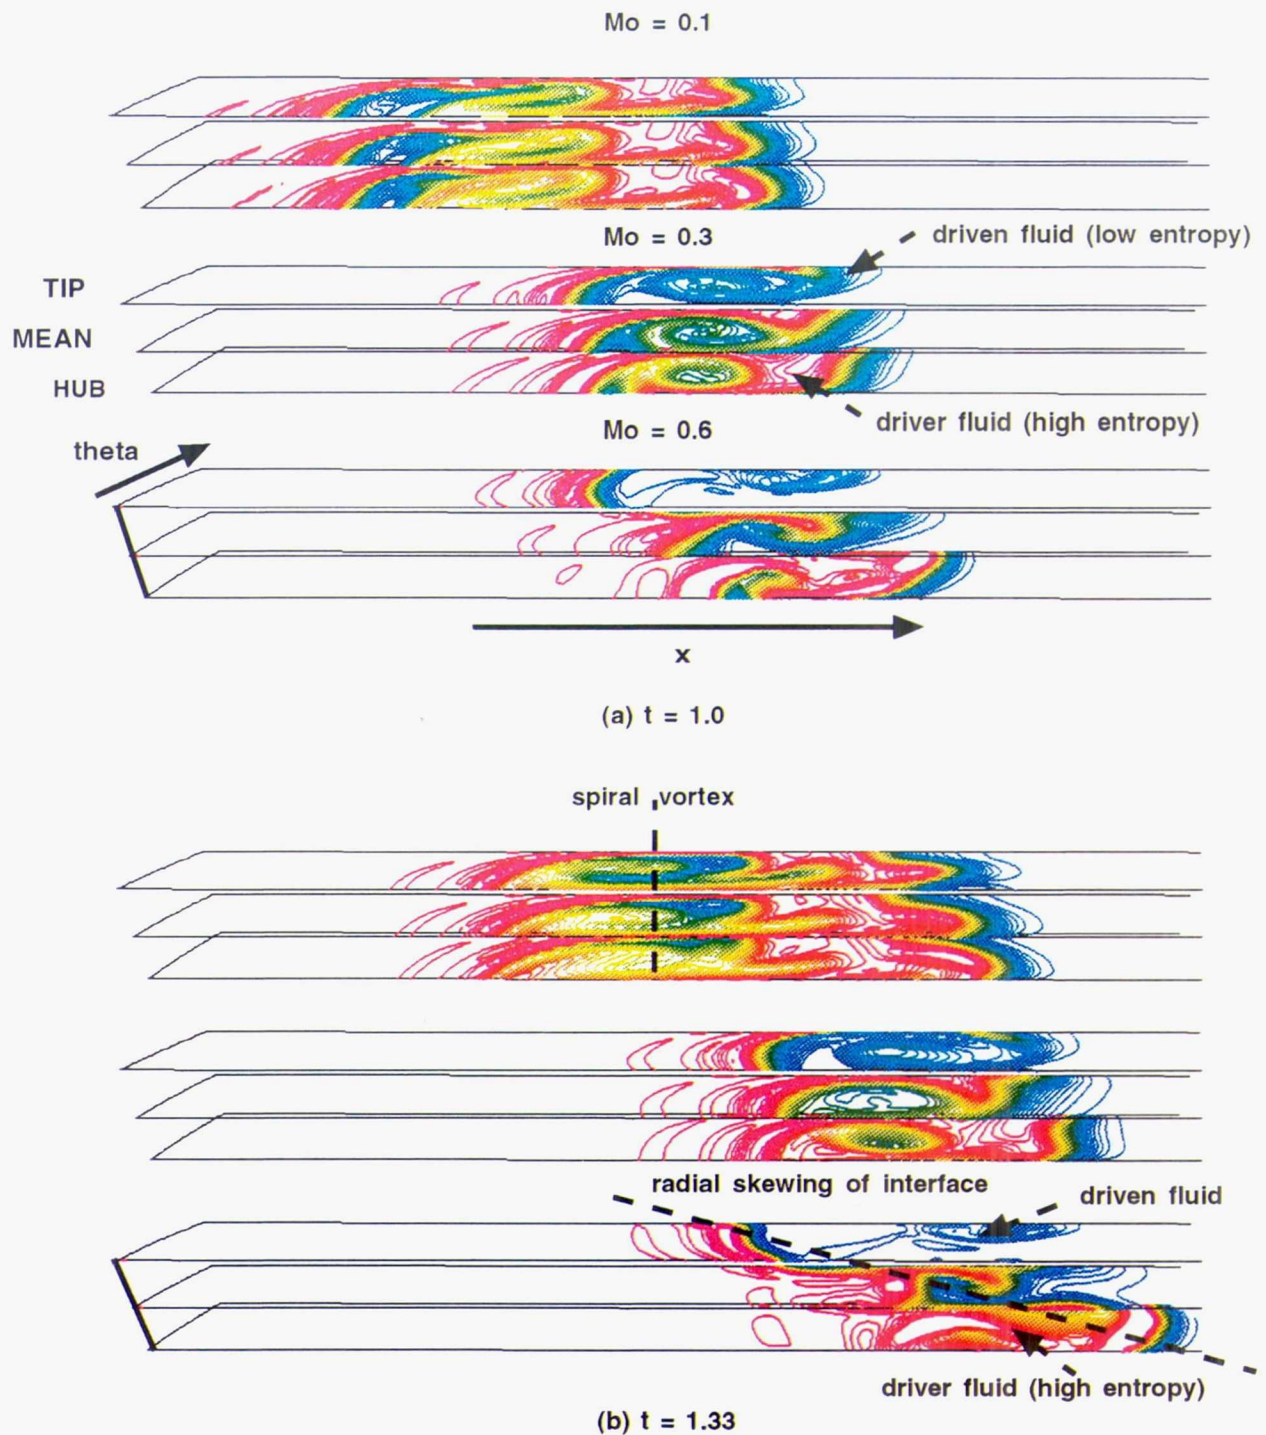 Mo = 0.1
Mo = 0.3
driven fluid (low entropy)
TIP
MEAN
HUB
driver fluid (high entropy)
Mo = 0.6
theta
x
(a) t = 1.0
spiral vortex
radial skewing of interface
driven fluid
driver fluid (high entropy)
(b) t = 1.33